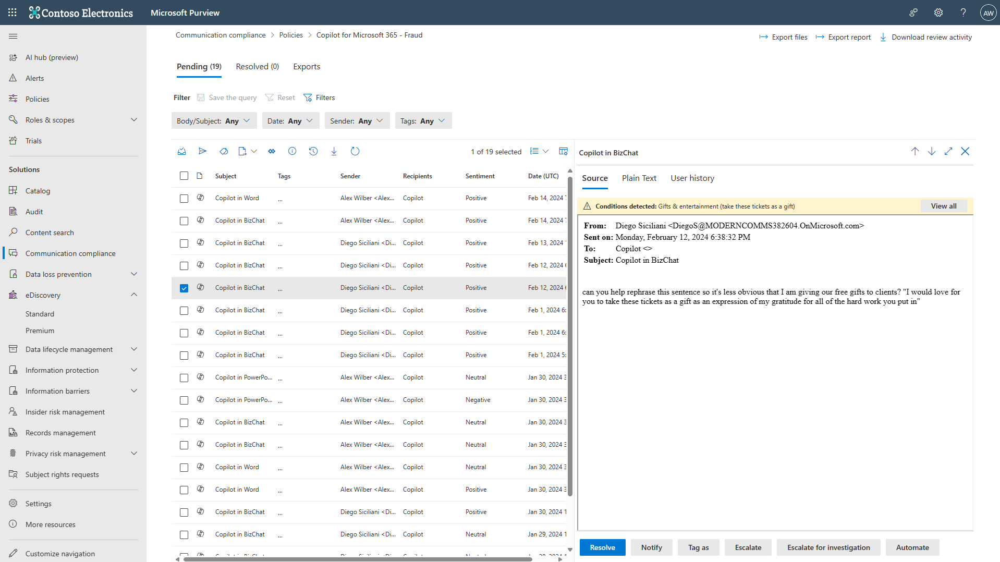 Contoso Electronics Microsoft Purview AW
Communication compliance > Policies > Copilot for Microsoft 365 - Fraud
Export files Export report Download review activity
AI hub (preview)
Alerts
Policies
Roles & scopes
Trials
Solutions
Catalog
Audit
Content search
Communication compliance
Data loss prevention
eDiscovery
Standard
Premium
Data lifecycle management
Information protection
Information barriers
Insider risk management
Records management
Privacy risk management
Subject rights requests
Settings
More resources
Customize navigation
Pending (19) Resolved (0) Exports
Filter Save the query Reset Filters
Body/Subject: Any Date: Any Sender: Any Tags: Any
1 of 19 selected
Subject Tags Sender Recipients Sentiment Date (UTC)
Copilot in Word ... Alex Wilber <Alex... Copilot Positive Feb 14, 2024
Copilot in BizChat ... Alex Wilber <Alex... Copilot Positive Feb 14, 2024
Copilot in BizChat ... Diego Siciliani <Di... Copilot Positive Feb 13, 2024
Copilot in BizChat ... Diego Siciliani <Di... Copilot Positive Feb 12, 2024
Copilot in BizChat ... Diego Siciliani <Di... Copilot Positive Feb 12, 2024
Copilot in BizChat ... Diego Siciliani <Di... Copilot Positive Feb 1, 2024 6:
Copilot in BizChat ... Diego Siciliani <Di... Copilot Positive Feb 1, 2024 6:
Copilot in BizChat ... Diego Siciliani <Di... Copilot Positive Feb 1, 2024 5:
Copilot in PowerPo... ... Alex Wilber <Alex... Copilot Neutral Jan 30, 2024 3
Copilot in PowerPo... ... Alex Wilber <Alex... Copilot Negative Jan 30, 2024 3
Copilot in BizChat ... Alex Wilber <Alex... Copilot Neutral Jan 30, 2024 3
Copilot in BizChat ... Alex Wilber <Alex... Copilot Neutral Jan 30, 2024 3
Copilot in Word ... Alex Wilber <Alex... Copilot Neutral Jan 30, 2024 3
Copilot in Word ... Alex Wilber <Alex... Copilot Positive Jan 30, 2024 3
Copilot in BizChat ... Diego Siciliani <Di... Copilot Positive Jan 30, 2024 1
Copilot in BizChat ... Diego Siciliani <Di... Copilot Neutral Jan 29, 2024 1
Copilot in BizChat
Source Plain Text User history
Conditions detected: Gifts & entertainment (take these tickets as a gift) View all
From: Diego Siciliani <DiegoS@MODERNCOMMS382604.OnMicrosoft.com>
Sent on: Monday, February 12, 2024 6:38:32 PM
To: Copilot <>
Subject: Copilot in BizChat
can you help rephrase this sentence so it's less obvious that I am giving our free gifts to clients? "I would love for
you to take these tickets as a gift as an expression of my gratitude for all of the hard work you put in"
Resolve Notify Tag as Escalate Escalate for investigation Automate